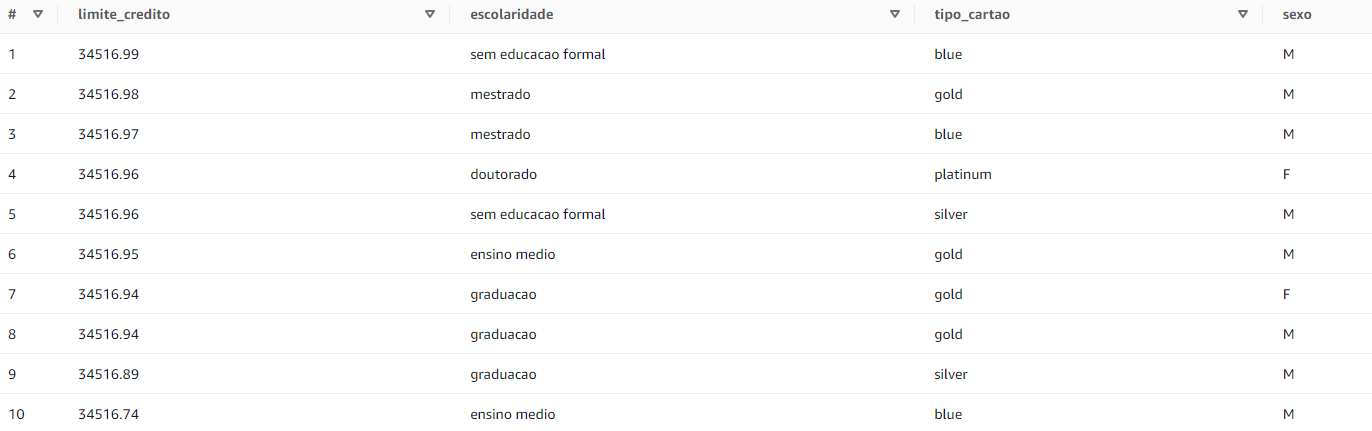 # limite_credito escolaridade tipo_cartao sexo
1 34516.99 sem educacao formal blue M
2 34516.98 mestrado gold M
3 34516.97 mestrado blue M
4 34516.96 doutorado platinum F
5 34516.96 sem educacao formal silver M
6 34516.95 ensino medio gold M
7 34516.94 graduacao gold F
8 34516.94 graduacao gold M
9 34516.89 graduacao silver M
10 34516.74 ensino medio blue M